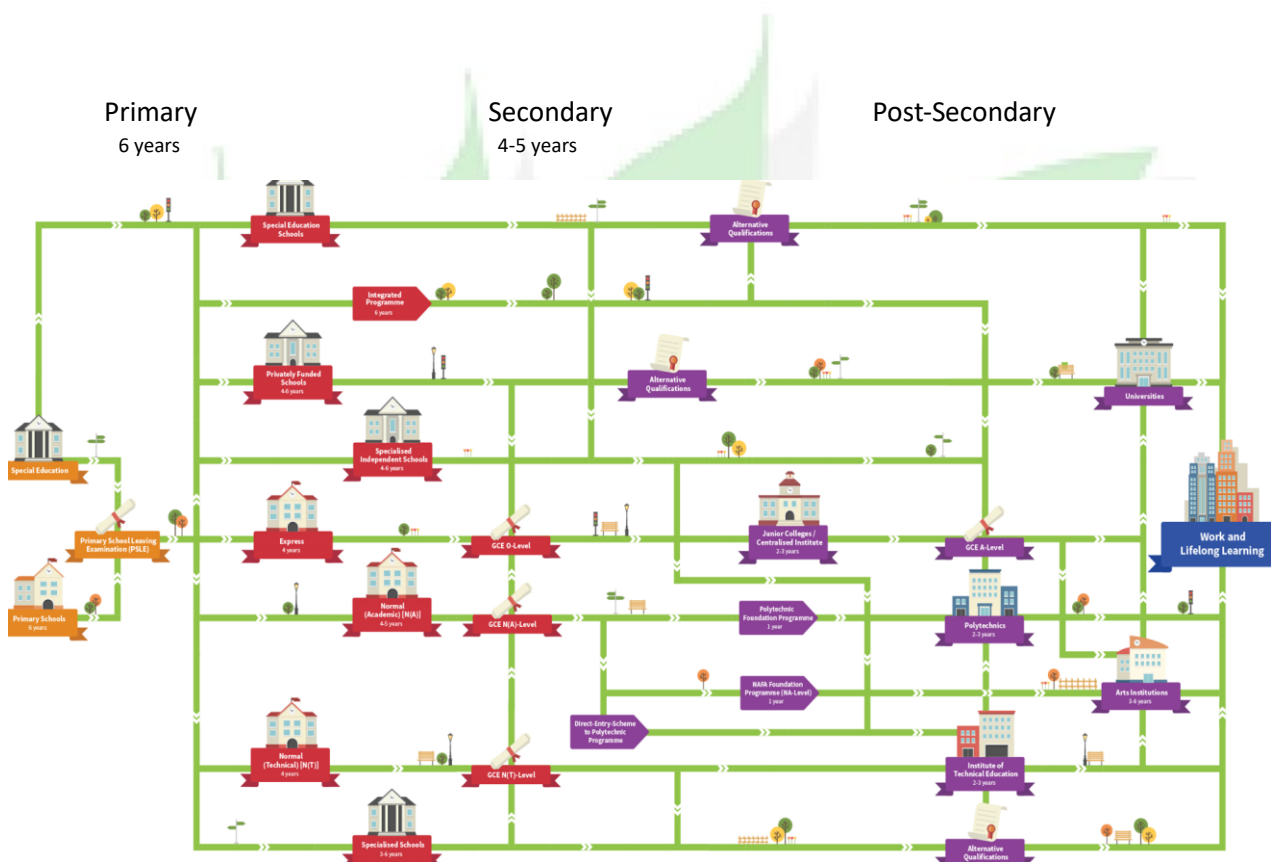 Primary
6 years
Secondary
4-5 years
Post-Secondary
Special Education
Schools
Alternative
Qualifications
Integrated
Programme
6 years
Privately Funded
Schools
4-6 years
Alternative
Qualifications
Universities
Special Education
Specialised
Independent Schools
4-6 years
Primary School Leaving
Examination (PSLE)
Express
4 years
GCE O-Level
Junior Colleges /
Centralised Institute
2-3 years
GCE A-Level
Work and
Lifelong Learning
Primary Schools
6 years
Normal
(Academic) [N(A)]
4-5 years
GCE N(A)-Level
Polytechnic
Foundation Programme
1 year
Polytechnics
2-3 years
NAFA Foundation
Programme (NA-Level)
1 year
Arts Institutions
3-6 years
Direct-Entry-Scheme
to Polytechnic
Programme
Normal
(Technical) [N(T)]
4 years
GCE N(T)-Level
Institute of
Technical Education
2-3 years
Specialised Schools
3-6 years
Alternative
Qualifications